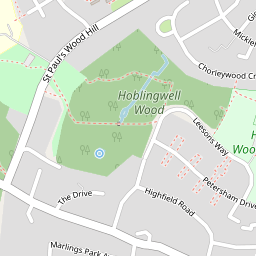 St Paul's Wood Hill
Chorleywood Cr
Hoblingwell
Wood
Leesons Way
Petersham Drive
Highfield Road
The Drive
Marlings Park A